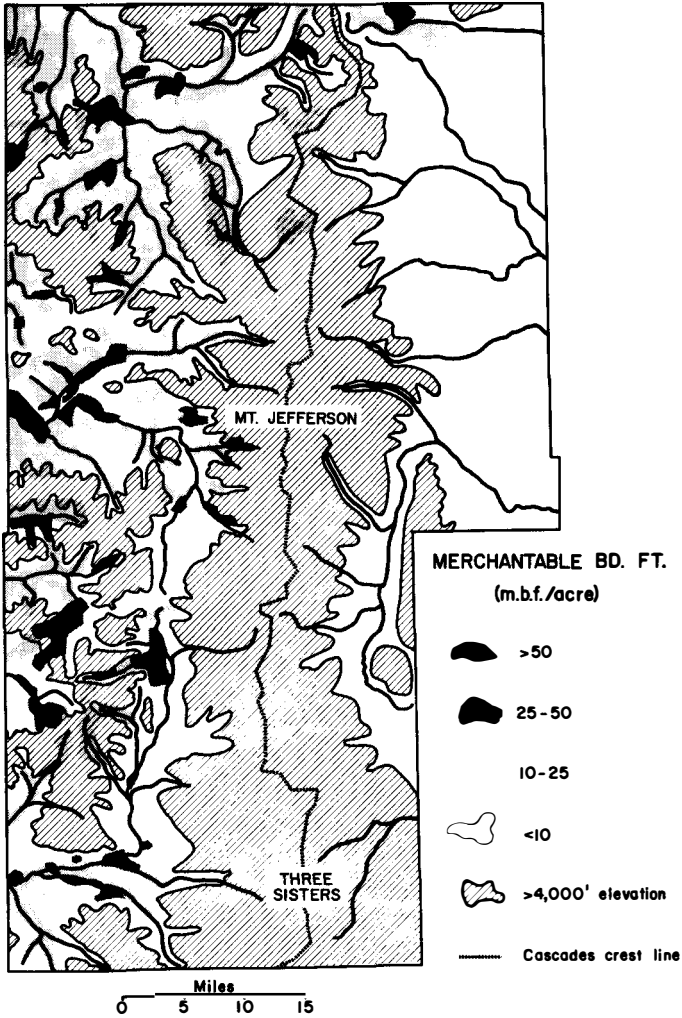 MT. JEFFERSON
MERCHANTABLE BD. FT.
(m.b.f./acre)
>50
25-50
10-25
<10
>4,000' elevation
Cascades crest line
THREE
SISTERS
Miles
0 5 10 15